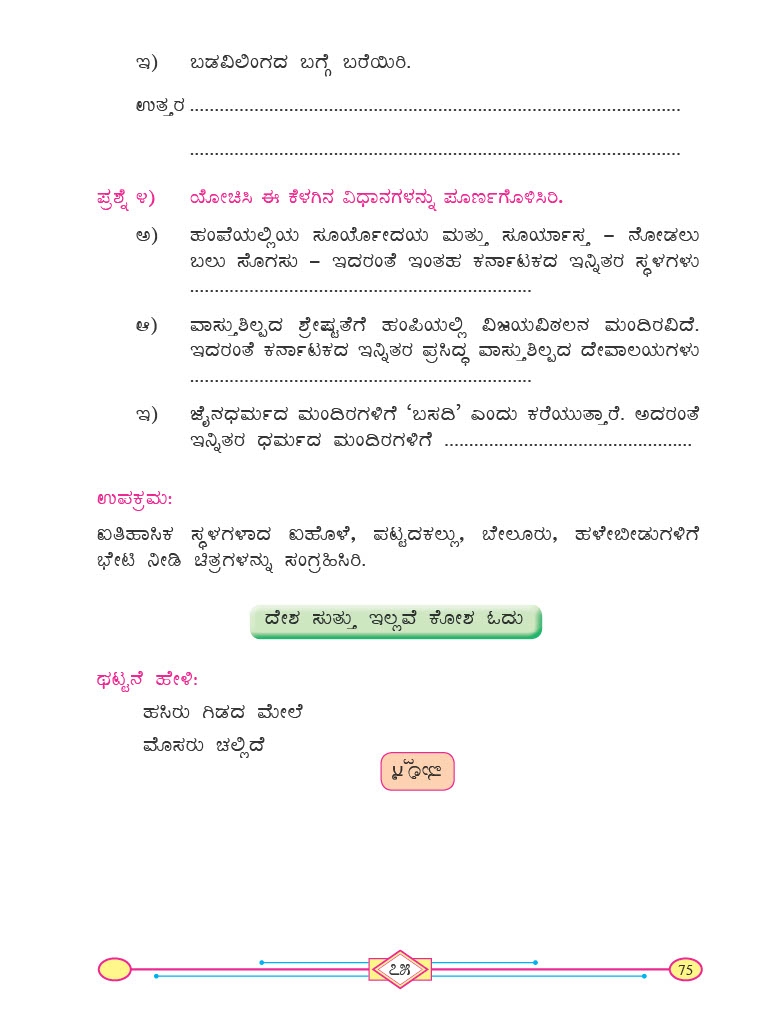 ಇ) ಬಡವಿಲಿಂಗದ ಬಗ್ಗೆ ಬರೆಯಿರಿ.
ಉತ್ತರ ....................................................................................................
....................................................................................................
ಪ್ರಶ್ನೆ ೪) ಯೋಚಿಸಿ ಈ ಕೆಳಗಿನ ವಿಧಾನಗಳನ್ನು ಪೂರ್ಣಗೊಳಿಸಿರಿ.
ಅ) ಹಂಪೆಯಲ್ಲಿಯ ಸೂರ್ಯೋದಯ ಮತ್ತು ಸೂರ್ಯಾಸ್ತ – ನೋಡಲು
ಬಲು ಸೊಗಸು – ಇದರಂತೆ ಇಂತಹ ಕರ್ನಾಟಕದ ಇನ್ನಿತರ ಸ್ಥಳಗಳು
......................................................................
ಆ) ವಾಸ್ತುಶಿಲ್ಪದ ಶ್ರೇಷ್ಟತೆಗೆ ಹಂಪಿಯಲ್ಲಿ ವಿಜಯವಿಠಲನ ಮಂದಿರವಿದೆ.
ಇದರಂತೆ ಕರ್ನಾಟಕದ ಇನ್ನಿತರ ಪ್ರಸಿದ್ಧ ವಾಸ್ತುಶಿಲ್ಪದ ದೇವಾಲಯಗಳು
......................................................................
ಇ) ಜೈನಧರ್ಮದ ಮಂದಿರಗಳಿಗೆ ‘ಬಸದಿ’ ಎಂದು ಕರೆಯುತ್ತಾರೆ. ಅದರಂತೆ
ಇನ್ನಿತರ ಧರ್ಮದ ಮಂದಿರಗಳಿಗೆ ...................................................
ಉಪಕ್ರಮ:
ಐತಿಹಾಸಿಕ ಸ್ಥಳಗಳಾದ ಐಹೊಳೆ, ಪಟ್ಟದಕಲ್ಲು, ಬೇಲೂರು, ಹಳೇಬೀಡುಗಳಿಗೆ
ಭೇಟಿ ನೀಡಿ ಚಿತ್ರಗಳನ್ನು ಸಂಗ್ರಹಿಸಿರಿ.
ದೇಶ ಸುತ್ತು ಇಲ್ಲವೆ ಕೋಶ ಓದು
ಥಟ್ಟನೆ ಹೇಳಿ:
ಹಸಿರು ಗಿಡದ ಮೇಲೆ
ಮೊಸರು ಚಲ್ಲಿದೆ
೭೫
75